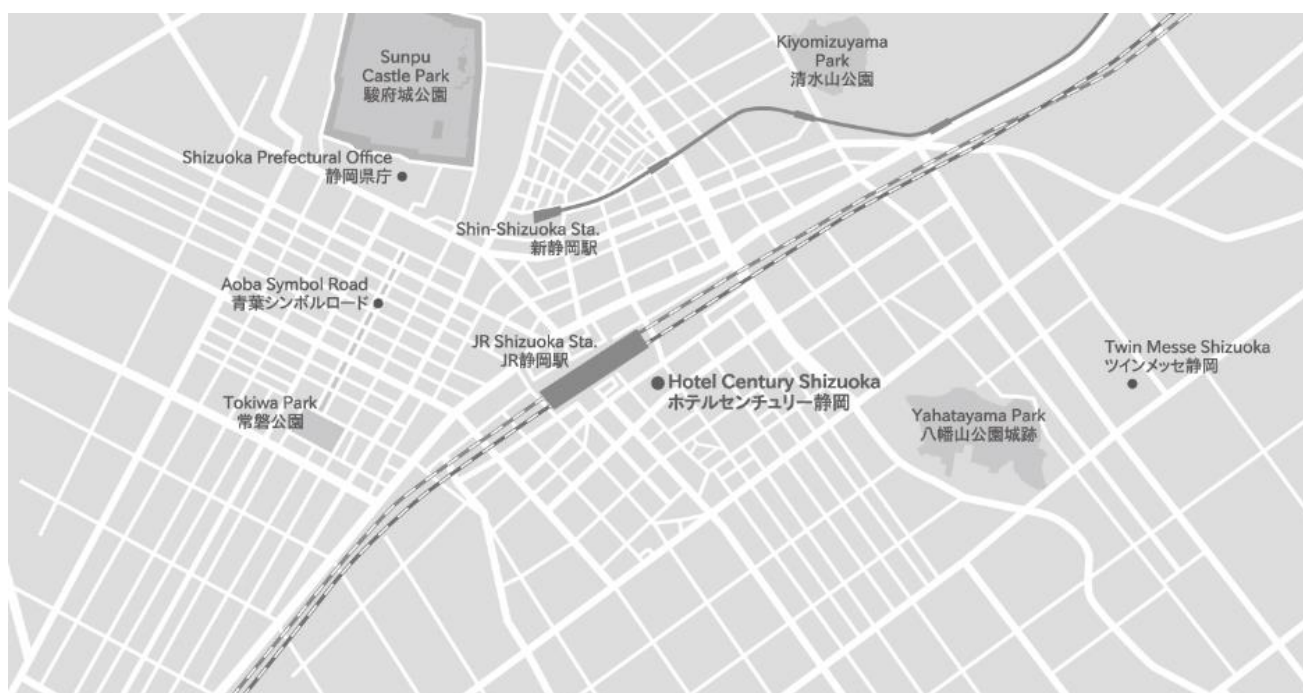 Sunpu
Castle Park
駿府城公園
Kiyomizuyama
Park
清水山公園
Shizuoka Prefectural Office
静岡県庁
Shin-Shizuoka Sta.
新静岡駅
Aoba Symbol Road
青葉シンボルロード
JR Shizuoka Sta.
JR静岡駅
Twin Messe Shizuoka
ツインメッセ静岡
Hotel Century Shizuoka
ホテルセンチュリー静岡
Tokiwa Park
常磐公園
Yahatayama Park
八幡山公園城跡